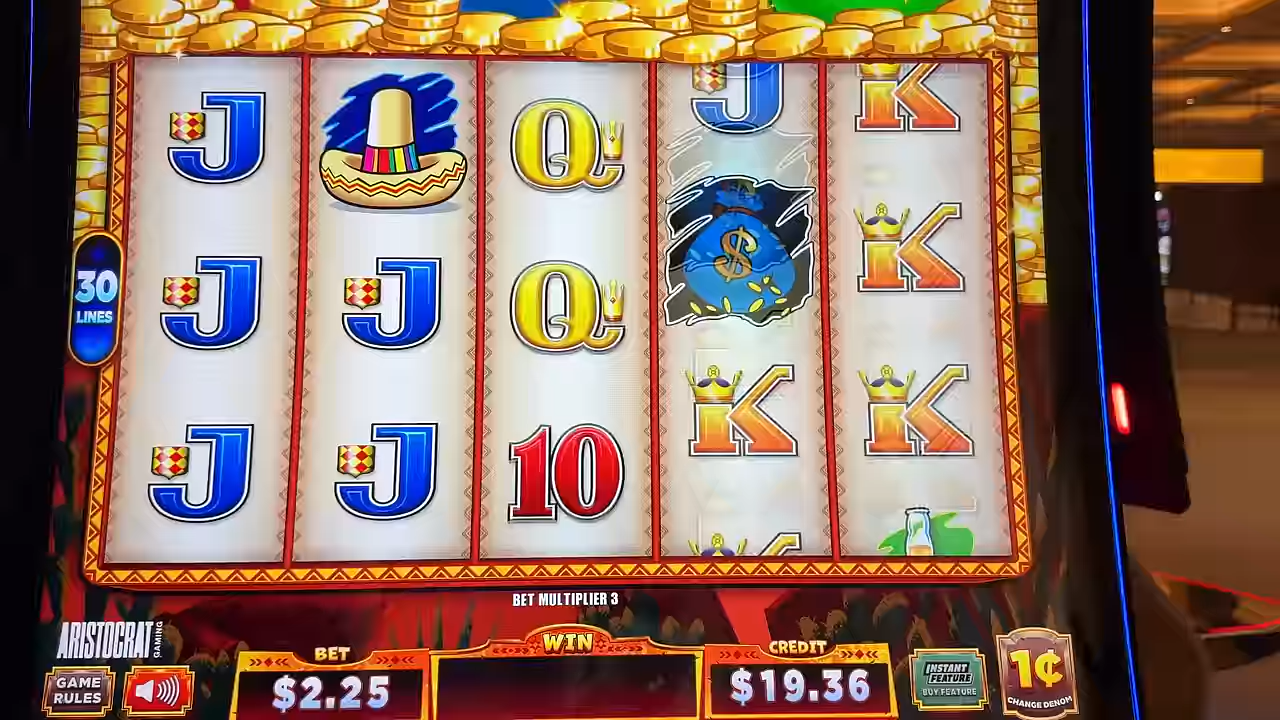 J Q J K
30
LINES
J J Q $ K
K K
J J 10
BET MULTIPLIER 3
ARISTOCRAT
GAMING
BET WIN CREDIT
GAME
RULES
$2.25 $19.36
INSTANT
FEATURE
BUY FEATURE
1¢
CHANGE DENOM